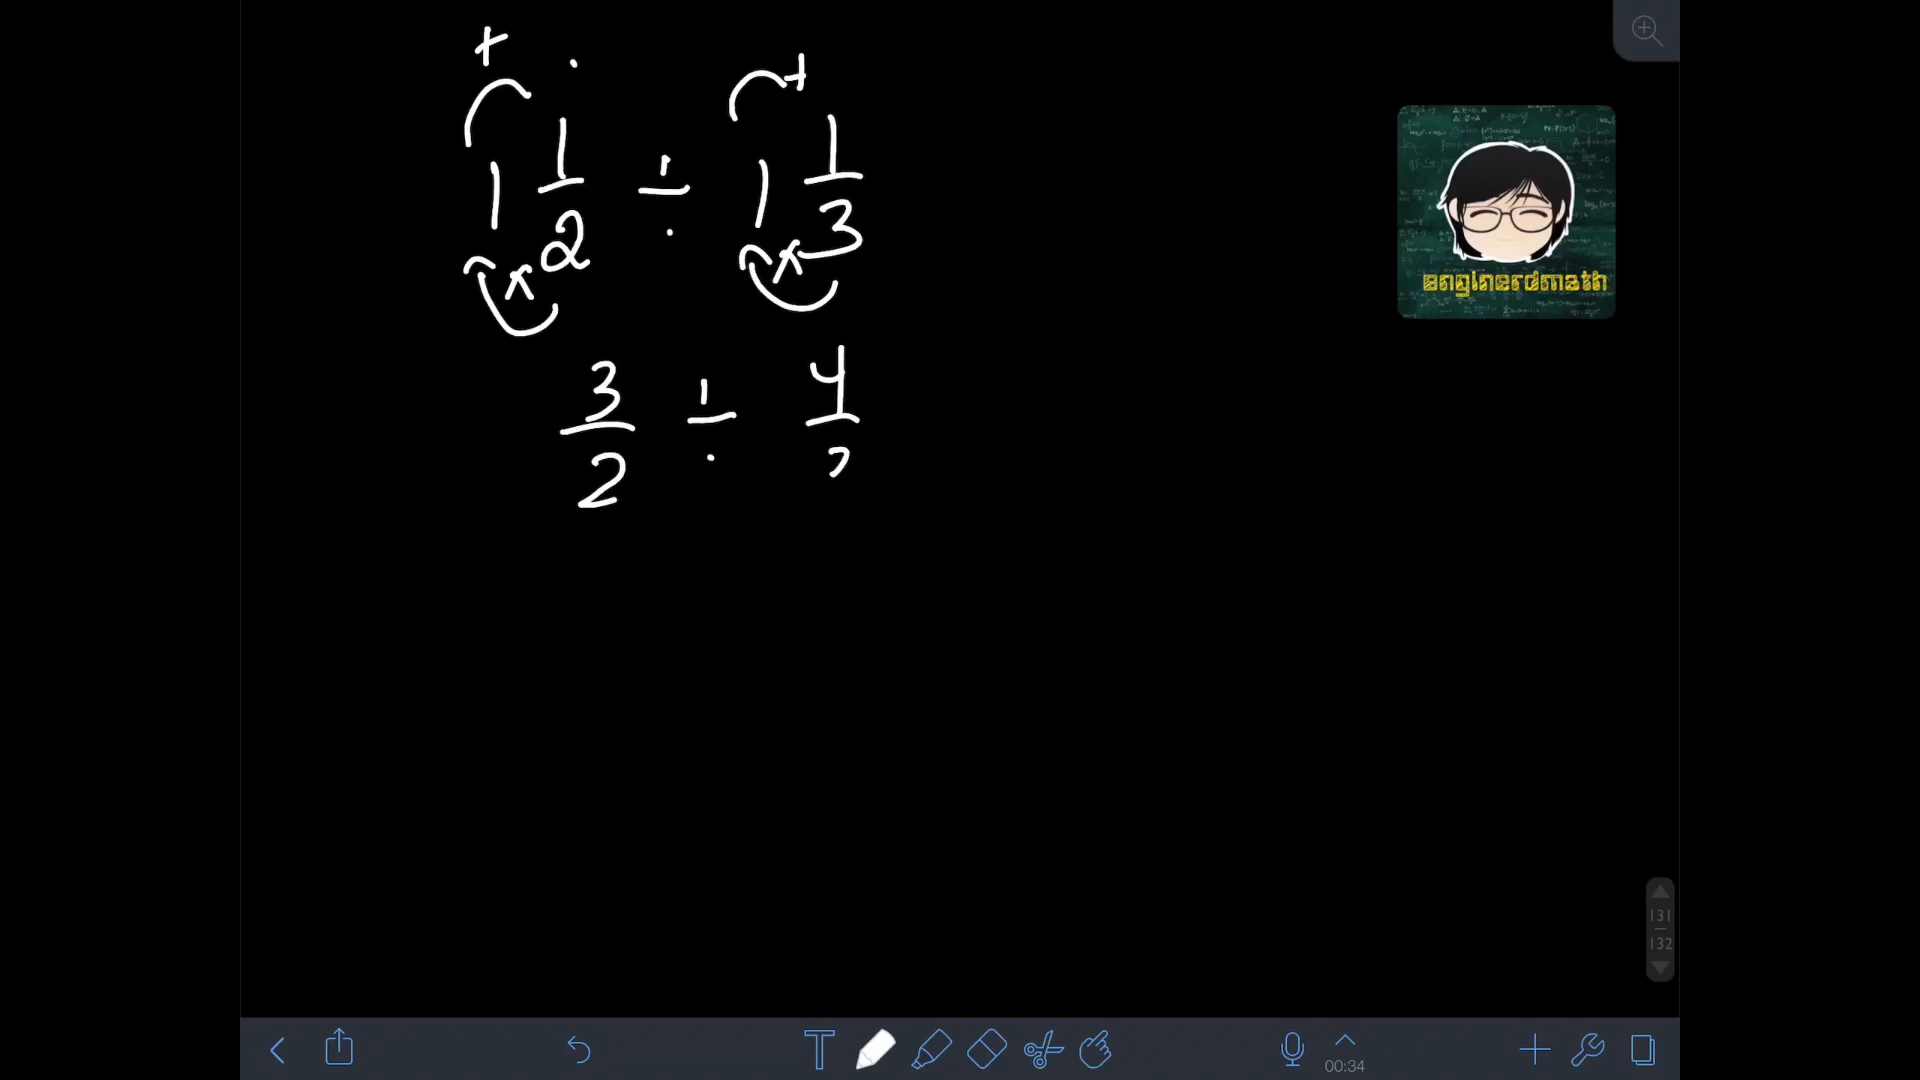 + . +
1 1/2 ÷ 1 1/3
× ×
3/2 ÷ 4/
enginerdmath
131
132
T
00:34